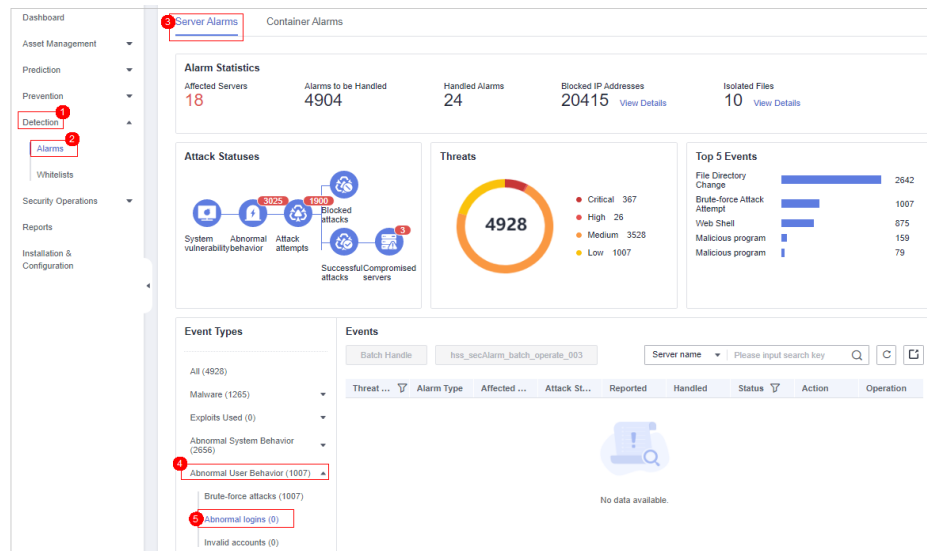 Dashboard
Asset Management
Prediction
Prevention
1
Detection
2
Alarms
Whitelists
Security Operations
Reports
Installation &
Configuration
3
Server Alarms
Container Alarms
Alarm Statistics
Affected Servers
18
Alarms to be Handled
4904
Handled Alarms
24
Blocked IP Addresses
20415 View Details
Isolated Files
10 View Details
Attack Statuses
3025
1900
3
System
vulnerability
Abnormal
behavior
Attack
attempts
Blocked
attacks
Successful
attacks
Compromised
servers
Threats
4928
Critical 367
High 26
Medium 3528
Low 1007
Top 5 Events
File Directory
Change
2642
Brute-force Attack
Attempt
1007
Web Shell
875
Malicious program
159
Malicious program
79
Event Types
All (4928)
Malware (1265)
Exploits Used (0)
Abnormal System Behavior
(2656)
4
Abnormal User Behavior (1007)
Brute-force attacks (1007)
5
Abnormal logins (0)
Invalid accounts (0)
Events
Batch Handle
hss_secAlarm_batch_operate_003
Server name
Please input search key
Threat ... Alarm Type Affected ... Attack St... Reported Handled Status Action Operation
No data available.